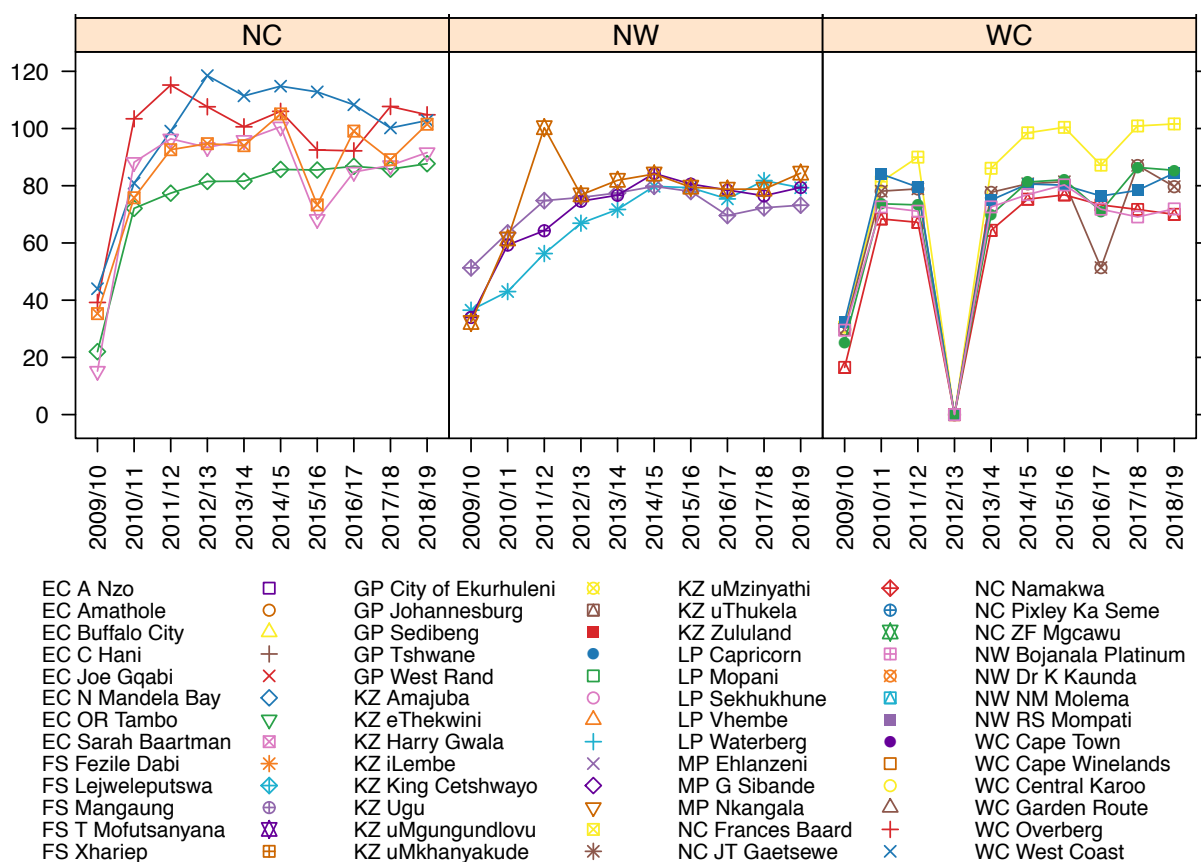 NC NW WC
120
100
80
60
40
20
0
2009/10 2010/11 2011/12 2012/13 2013/14 2014/15 2015/16 2016/17 2017/18 2018/19 2009/10 2010/11 2011/12 2012/13 2013/14 2014/15 2015/16 2016/17 2017/18 2018/19 2009/10 2010/11 2011/12 2012/13 2013/14 2014/15 2015/16 2016/17 2017/18 2018/19
EC A Nzo GP City of Ekurhuleni KZ uMzinyathi NC Namakwa
EC Amathole GP Johannesburg KZ uThukela NC Pixley Ka Seme
EC Buffalo City GP Sedibeng KZ Zululand NC ZF Mgcawu
EC C Hani GP Tshwane LP Capricorn NW Bojanala Platinum
EC Joe Gqabi GP West Rand LP Mopani NW Dr K Kaunda
EC N Mandela Bay KZ Amajuba LP Sekhukhune NW NM Molema
EC OR Tambo KZ eThekwini LP Vhembe NW RS Mompati
EC Sarah Baartman KZ Harry Gwala LP Waterberg WC Cape Town
FS Fezile Dabi KZ iLembe MP Ehlanzeni WC Cape Winelands
FS Lejweleputswa KZ King Cetshwayo MP G Sibande WC Central Karoo
FS Mangaung KZ Ugu MP Nkangala WC Garden Route
FS T Mofutsanyana KZ uMgungundlovu NC Frances Baard WC Overberg
FS Xhariep KZ uMkhanyakude NC JT Gaetsewe WC West Coast